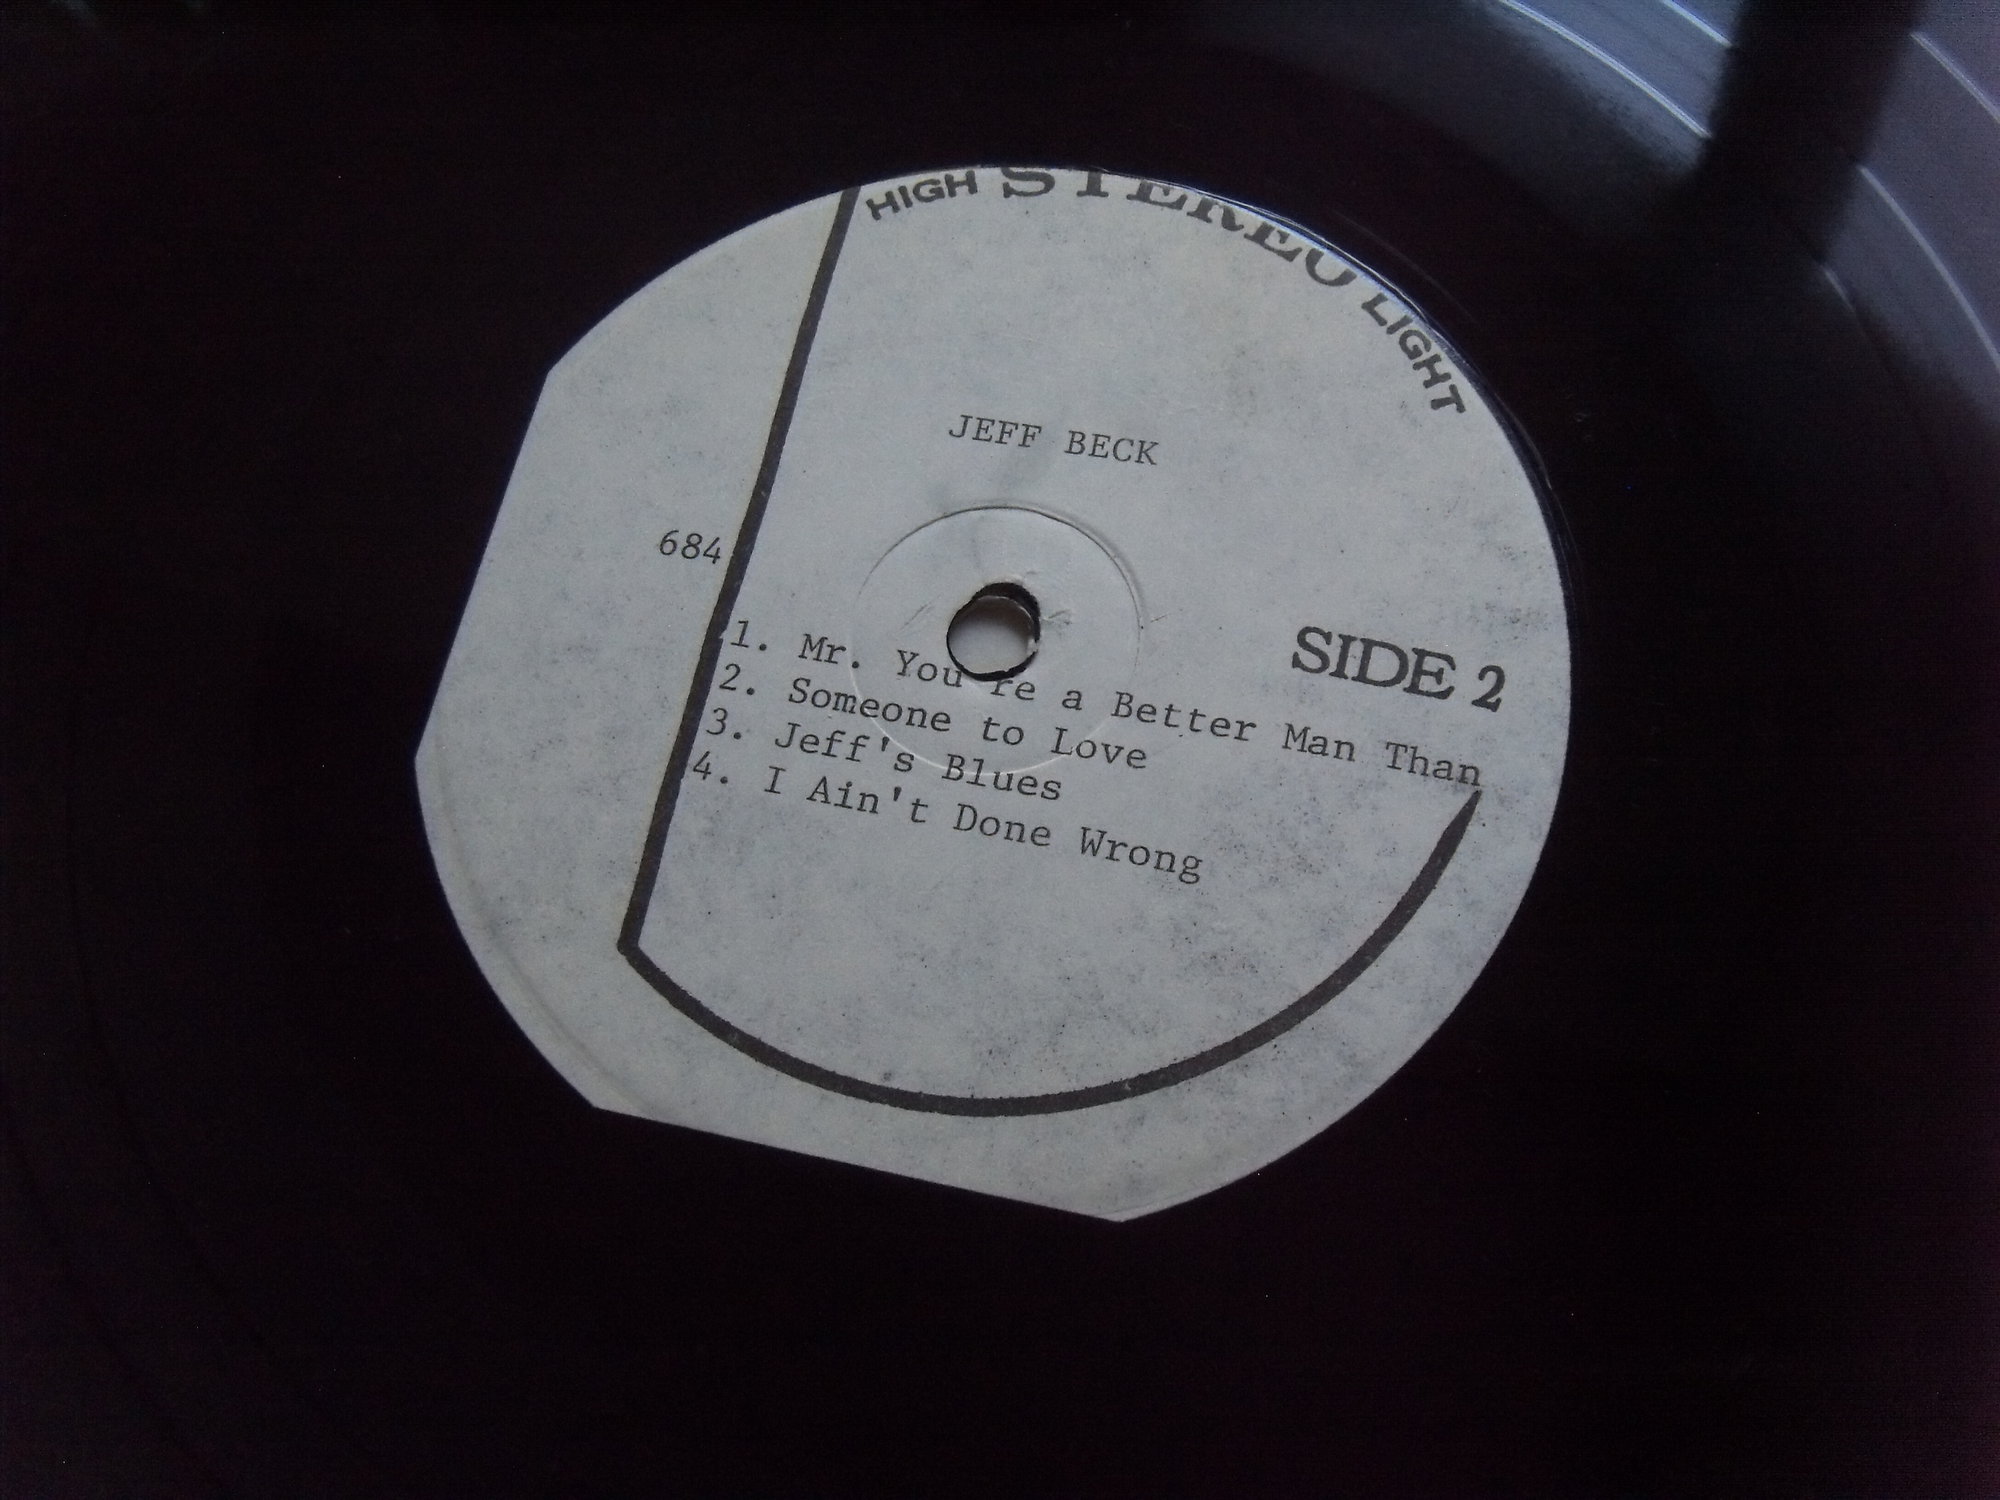 HIGH STEREO LIGHT
JEFF BECK
684
SIDE 2
1. Mr. You're a Better Man Than
2. Someone to Love
3. Jeff's Blues
4. I Ain't Done Wrong